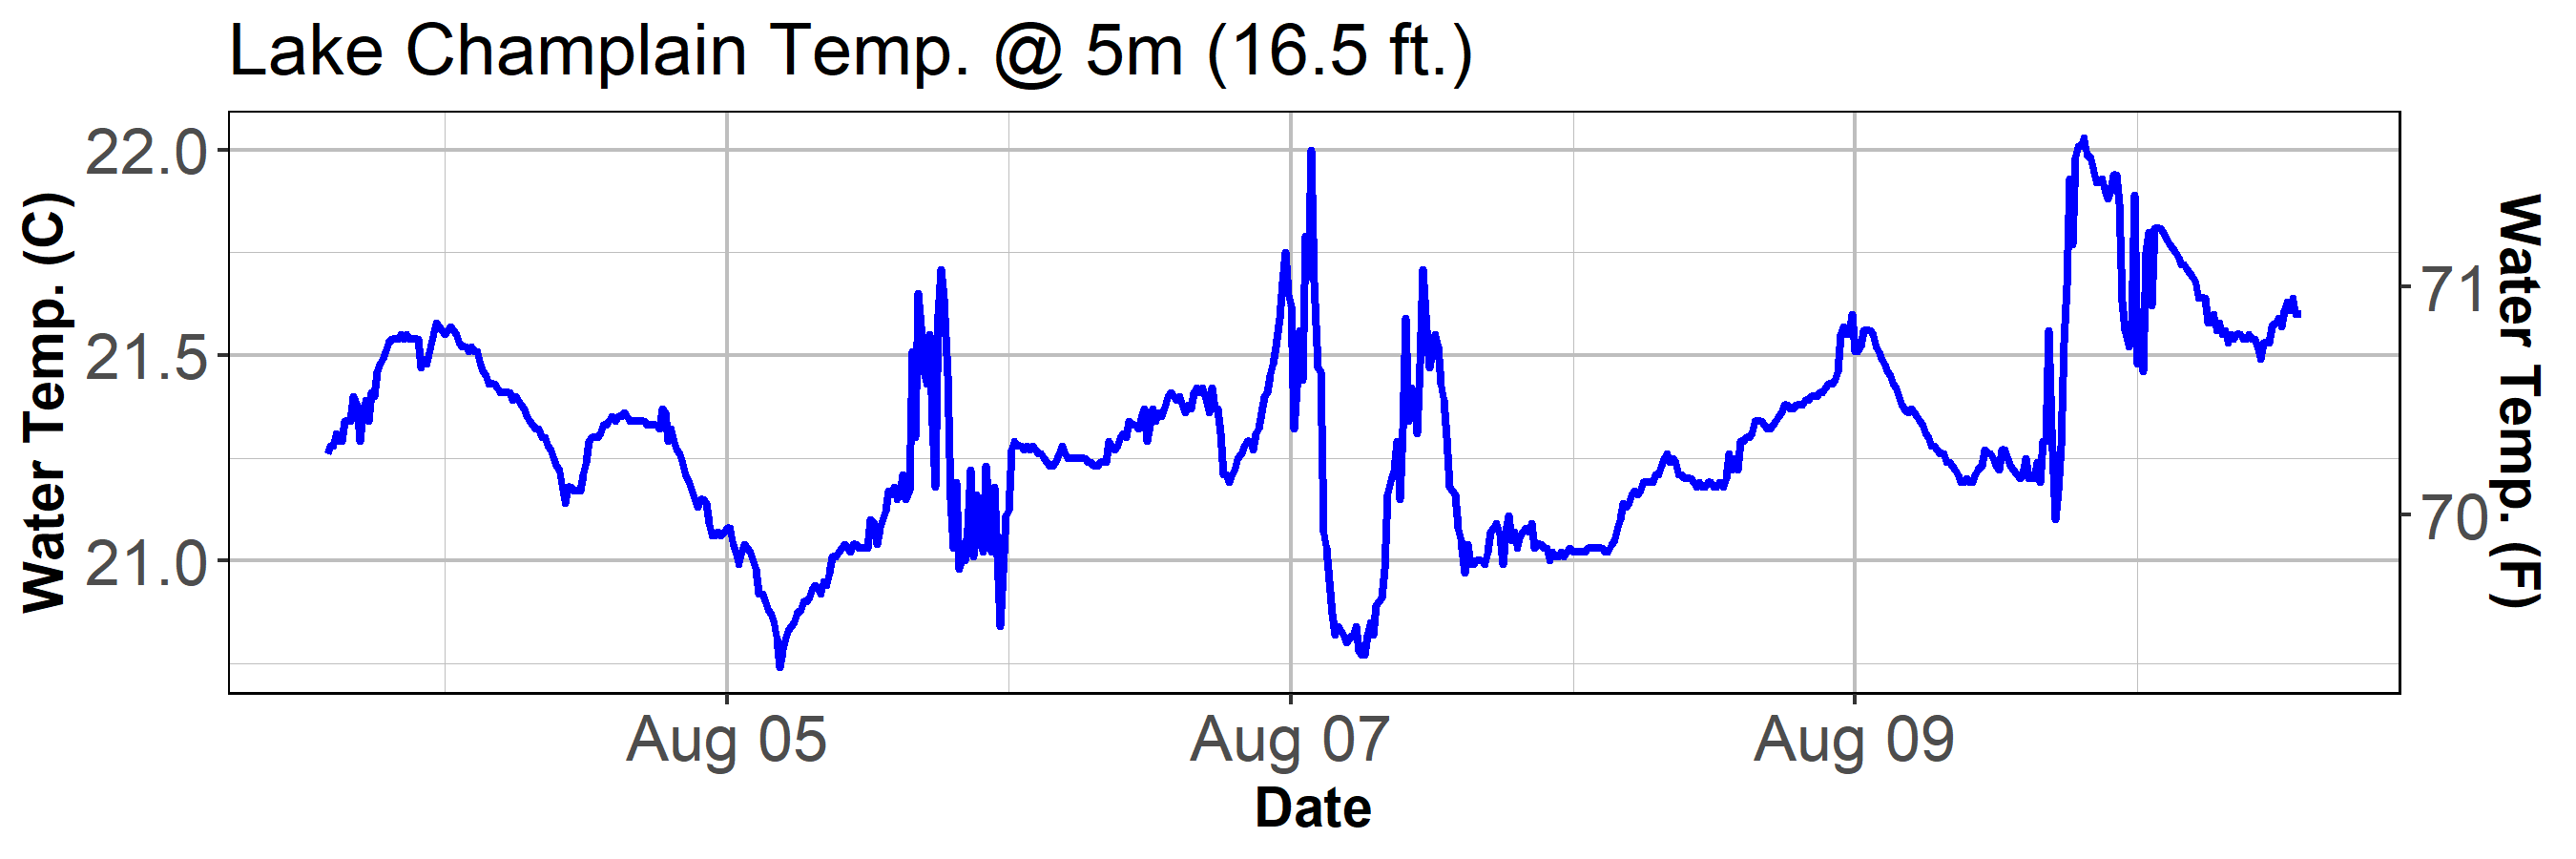 Lake Champlain Temp. @ 5m (16.5 ft.)
Water Temp. (C)
22.0
21.5
21.0
71
70
Water Temp. (F)
Aug 05
Aug 07
Aug 09
Date